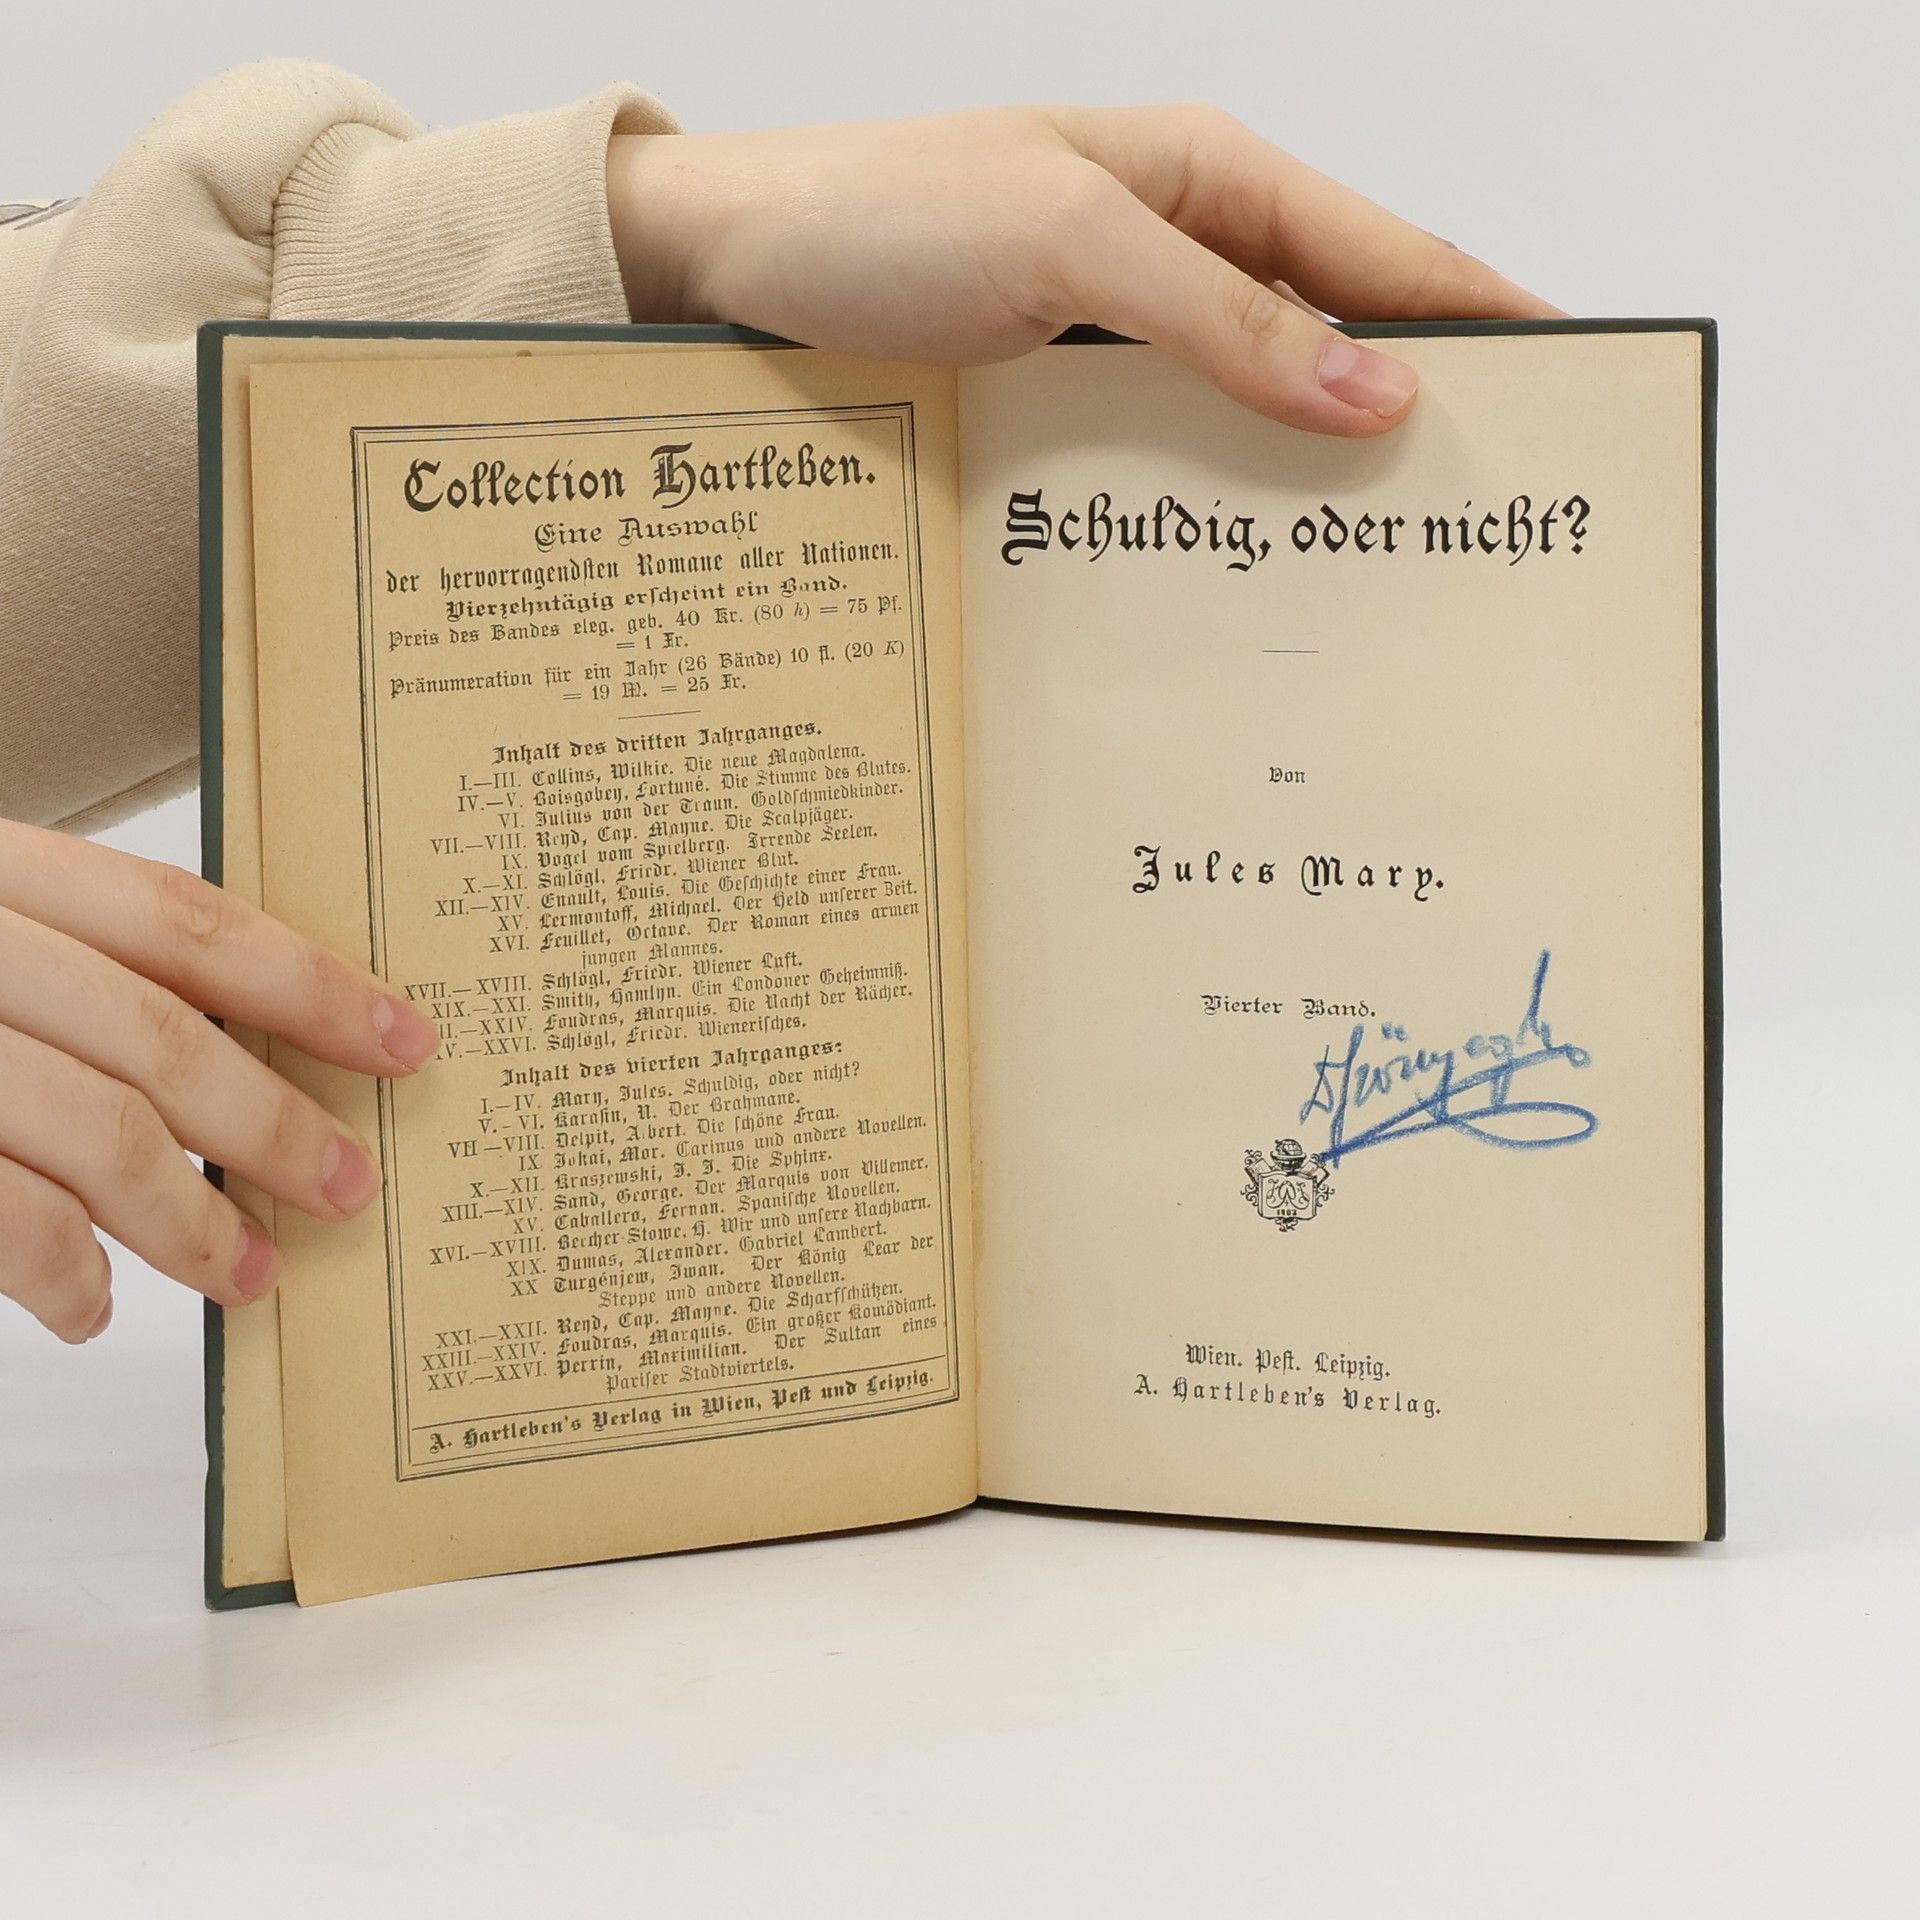 Collection Hartleben.
Eine Auswahl
der hervorragendsten Romane aller Nationen.
Vierzehntägig erscheint ein Band.
Preis des Bandes eleg. geb. 40 Kr. (80 h) = 75 Pf.
= 1 Fr.
Pränumeration für ein Jahr (26 Bände) 10 fl. (20 K)
= 19 M. = 25 Fr.
Inhalt des dritten Jahrganges.
I.—III. Collins, Wilkie. Die neue Magdalena.
IV.—V. Boisgobey, Fortuné. Die Stimme des Blutes.
VI. Julius von der Traun. Goldschmiedkinder.
VII.—VIII. Reyd, Cap. Mayne. Die Scalpjäger.
IX. Vogel vom Spielberg. Irrende Seelen.
X.—XI. Schlögl, Friedr. Wiener Blut.
XII.—XIV. Enault, Louis. Die Geschichte einer Frau.
XV. Lermontoff, Michael. Der Held unserer Zeit.
XVI. Feuillet, Octave. Der Roman eines armen
jungen Mannes.
XVII.—XVIII. Schlögl, Friedr. Wiener Luft.
XIX.—XXI. Smith, Hamlyn. Ein Londoner Geheimniß.
II.—XXIV. Foudras, Marquis. Die Nacht der Rächer.
XV.—XXVI. Schlögl, Friedr. Wienerisches.
Inhalt des vierten Jahrganges:
I.—IV. Mary, Jules. Schuldig, oder nicht?
V.—VI. Karasin, N. Der Brahmane.
VII—VIII. Delpit, Albert. Die schöne Frau.
IX. Jokai, Mor. Carinus und andere Novellen.
X.—XII. Kraszewski, J. I. Die Sphinx.
XIII.—XIV. Sand, George. Der Marquis von Villemer.
XV. Caballero, Fernan. Spanische Novellen.
XVI.—XVIII. Beecher-Stowe, H. Wir und unsere Nachbarn.
XIX. Dumas, Alexander. Gabriel Lambert.
XX Turgénjew, Iwan. Der König Lear der
Steppe und andere Novellen.
XXI.—XXII. Reyd, Cap. Mayne. Die Scharfschützen.
XXIII.—XXIV. Foudras, Marquis. Ein großer Komödiant.
XXV.—XXVI. Perrin, Maximilian. Der Sultan eines
Pariser Stadtviertels.
A. Hartleben's Verlag in Wien, Pest und Leipzig.
Schuldig, oder nicht?
Von
Jules Mary.
Vierter Band.
Wien. Pest. Leipzig.
A. Hartleben's Verlag.